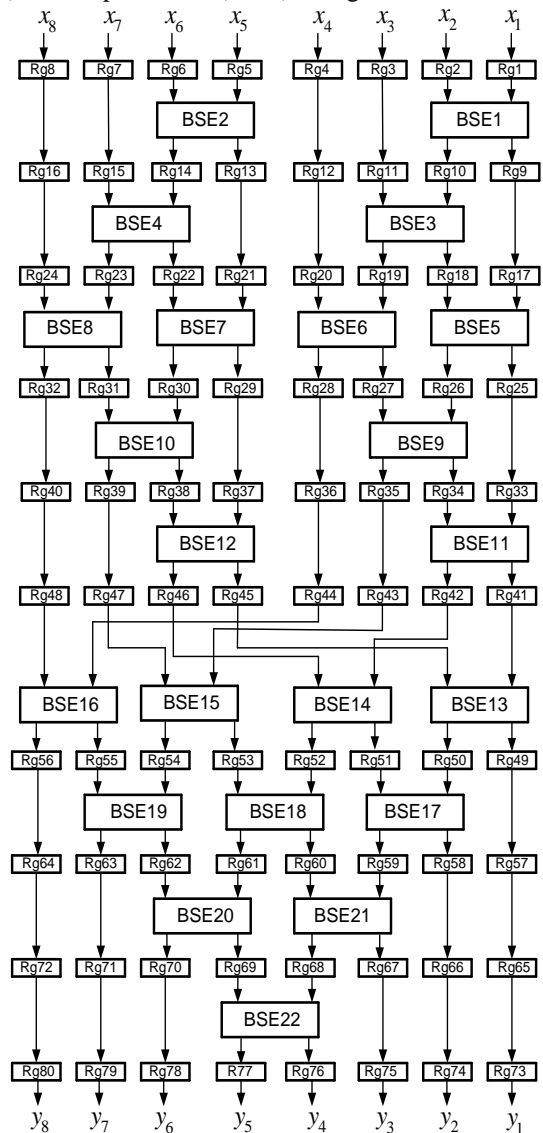 x8 x7 x6 x5 x4 x3 x2 x1
Rg8 Rg7 Rg6 Rg5 Rg4 Rg3 Rg2 Rg1
BSE2 BSE1
Rg16 Rg15 Rg14 Rg13 Rg12 Rg11 Rg10 Rg9
BSE4 BSE3
Rg24 Rg23 Rg22 Rg21 Rg20 Rg19 Rg18 Rg17
BSE8 BSE7 BSE6 BSE5
Rg32 Rg31 Rg30 Rg29 Rg28 Rg27 Rg26 Rg25
BSE10 BSE9
Rg40 Rg39 Rg38 Rg37 Rg36 Rg35 Rg34 Rg33
BSE12 BSE11
Rg48 Rg47 Rg46 Rg45 Rg44 Rg43 Rg42 Rg41
BSE16 BSE15 BSE14 BSE13
Rg56 Rg55 Rg54 Rg53 Rg52 Rg51 Rg50 Rg49
BSE19 BSE18 BSE17
Rg64 Rg63 Rg62 Rg61 Rg60 Rg59 Rg58 Rg57
BSE20 BSE21
Rg72 Rg71 Rg70 Rg69 Rg68 Rg67 Rg66 Rg65
BSE22
Rg80 Rg79 Rg78 R77 Rg76 Rg75 Rg74 Rg73
y8 y7 y6 y5 y4 y3 y2 y1